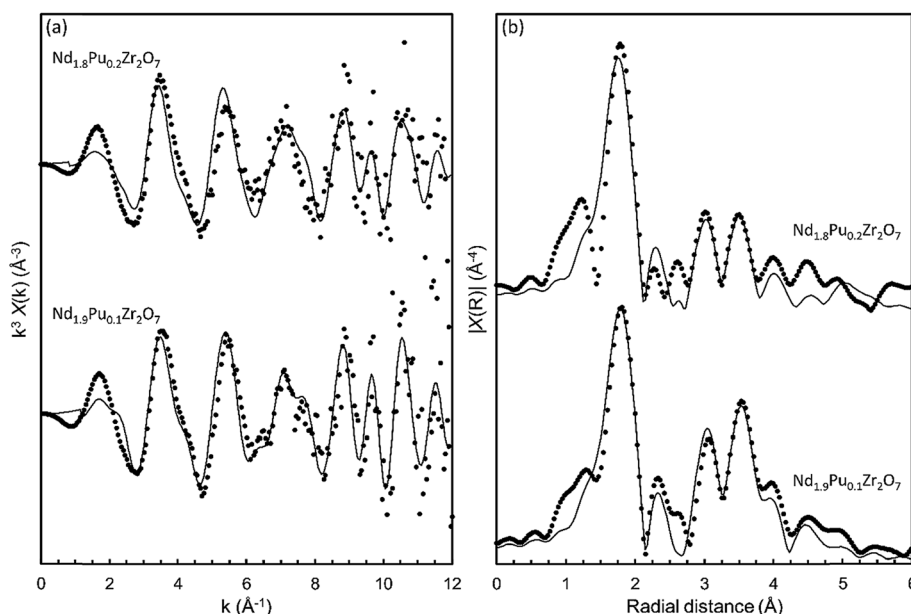 (a)
Nd1.8Pu0.2Zr2O7
Nd1.9Pu0.1Zr2O7
k³ X(k) (Å-³)
0 2 4 6 8 10 12
k (Å-¹)
(b)
Nd1.8Pu0.2Zr2O7
Nd1.9Pu0.1Zr2O7
|X(R)| (Å-⁴)
0 1 2 3 4 5 6
Radial distance (Å)